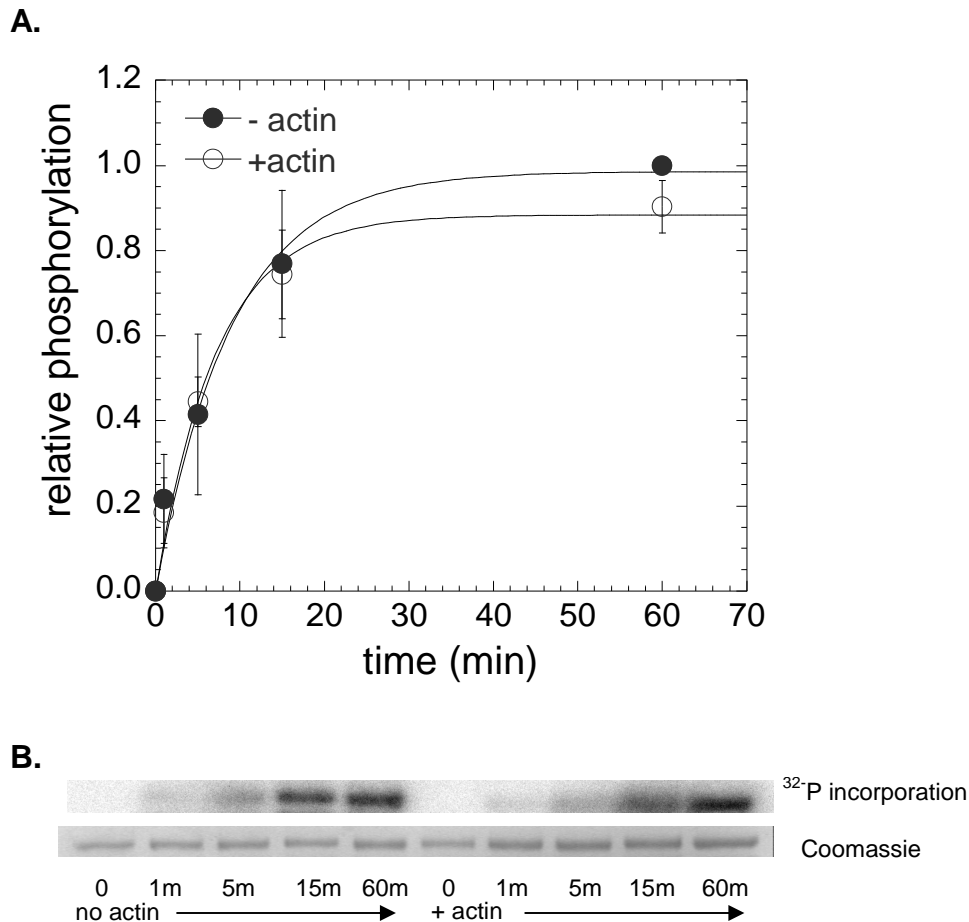 A.
relative phosphorylation
1.2
1.0
0.8
0.6
0.4
0.2
0.0
- actin
+actin
0 10 20 30 40 50 60 70
time (min)
B.
32-P incorporation
Coomassie
0 1m 5m 15m 60m 0 1m 5m 15m 60m
no actin + actin